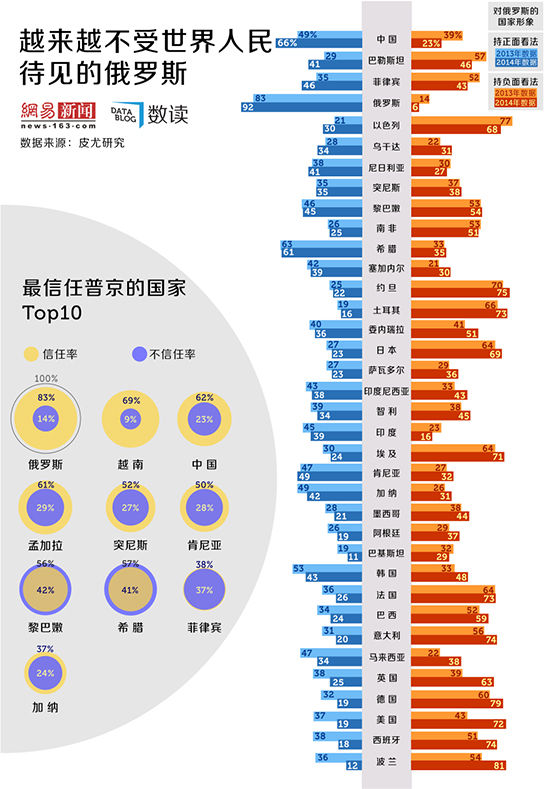 越来越不受世界人民
待见的俄罗斯
網易 新闻
news·163·com
DATA BLOG 数读
数据来源：皮尤研究
对俄罗斯的
国家形象
持正面看法
2013年数据
2014年数据
持负面看法
2013年数据
2014年数据
49% 中国 39%
66% 23%
29 巴勒斯坦 57
41 46
35 菲律宾 52
46 43
83 俄罗斯 14
92 6
21 以色列 77
30 68
28 乌干达 22
34 31
38 尼日利亚 30
41 27
35 突尼斯 37
35 38
46 黎巴嫩 53
45 54
26 南非 53
25 51
63 希腊 33
61 35
42 塞加内尔 21
39 30
25 约旦 70
22 75
19 土耳其 66
16 73
40 委内瑞拉 41
36 51
27 日本 64
23 69
27 萨瓦多尔 29
23 36
43 印度尼西亚 33
38 43
39 智利 38
34 45
45 印度 23
39 16
30 埃及 64
24 71
47 肯尼亚 27
49 32
49 加纳 26
42 31
28 墨西哥 38
21 44
26 阿根廷 29
19 37
19 巴基斯坦 32
11 29
53 韩国 33
43 48
36 法国 64
26 73
34 巴西 52
24 59
31 意大利 56
20 74
47 马来西亚 22
34 38
38 英国 39
25 63
32 德国 60
19 79
37 美国 43
19 72
38 西班牙 51
18 74
36 波兰 54
12 81
最信任普京的国家
Top10
信任率 不信任率
100%
83% 69% 62%
14% 9% 23%
俄罗斯 越南 中国
61% 52% 50%
29% 27% 28%
孟加拉 突尼斯 肯尼亚
56% 57% 38%
42% 41% 37%
黎巴嫩 希腊 菲律宾
37%
24%
加纳